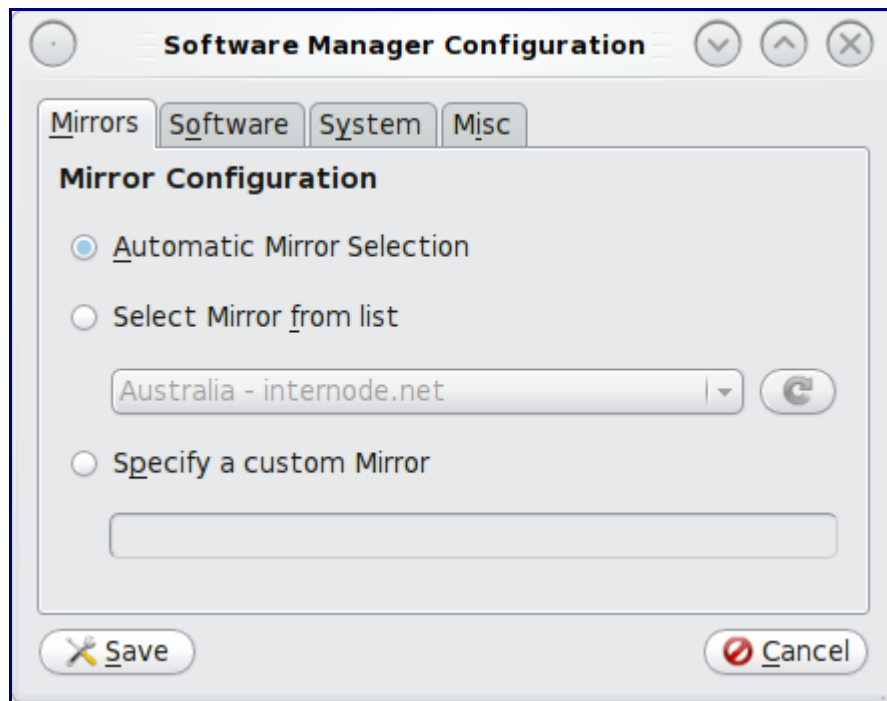 Software Manager Configuration
Mirrors Software System Misc
Mirror Configuration
Automatic Mirror Selection
Select Mirror from list
Australia - internode.net
Specify a custom Mirror
Save Cancel